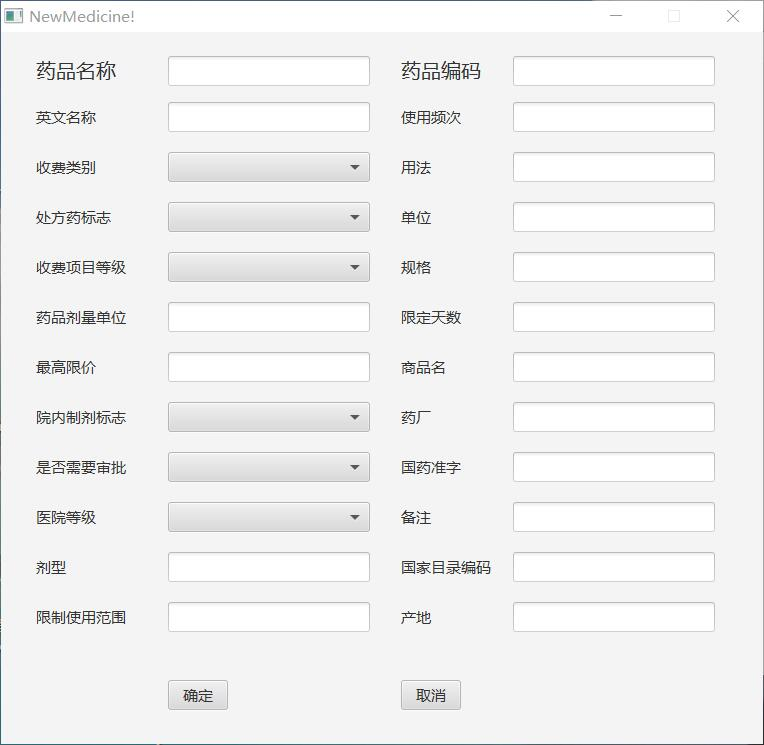 NewMedicine!
药品名称 药品编码
英文名称 使用频次
收费类别 用法
处方药标志 单位
收费项目等级 规格
药品剂量单位 限定天数
最高限价 商品名
院内制剂标志 药厂
是否需要审批 国药准字
医院等级 备注
剂型 国家目录编码
限制使用范围 产地
确定 取消